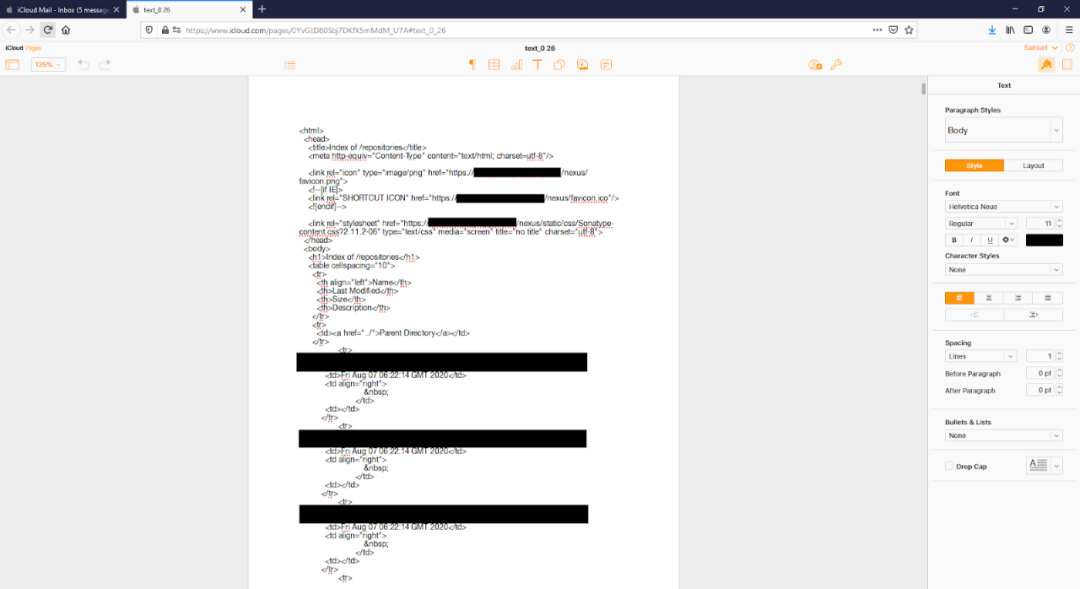 iCloud Mail - Inbox (5 messag
text_0 26
https://www.icloud.com/pages/0YvGtD80Sbj7DKfX5mMdM_U7A#text_0_26
iCloud Pages
text_0 26
Samuel
125%
Text
Paragraph Styles
Body
Style Layout
Font
Helvetica Neue
Regular 11
B I U
Character Styles
None
Spacing
Lines 1
Before Paragraph 0 pt
After Paragraph 0 pt
Bullets & Lists
None
Drop Cap
<html>
<head>
<title>Index of /repositories</title>
<meta http-equiv="Content-Type" content="text/html; charset=utf-8"/>
<link rel="icon" type="image/png" href="https:// /nexus/
favicon.png">
<!--[if IE]>
<link rel="SHORTCUT ICON" href="https:// /nexus/favicon.ico"/>
<![endif]-->
<link rel="stylesheet" href="https:// /nexus/static/css/Sonatype-
content.css?2.11.2-06" type="text/css" media="screen" title="no title" charset="utf-8">
</head>
<body>
<h1>Index of /repositories</h1>
<table cellspacing="10">
<tr>
<th align="left">Name</th>
<th>Last Modified</th>
<th>Size</th>
<th>Description</th>
</tr>
<tr>
<td><a href="../">Parent Directory</a></td>
</tr>
<tr>
<td>Fri Aug 07 06:22:14 GMT 2020</td>
<td align="right">
&nbsp;
</td>
<td></td>
</tr>
<tr>
<td>Fri Aug 07 06:22:14 GMT 2020</td>
<td align="right">
&nbsp;
</td>
<td></td>
</tr>
<tr>
<td>Fri Aug 07 06:22:14 GMT 2020</td>
<td align="right">
&nbsp;
</td>
<td></td>
</tr>
<tr>